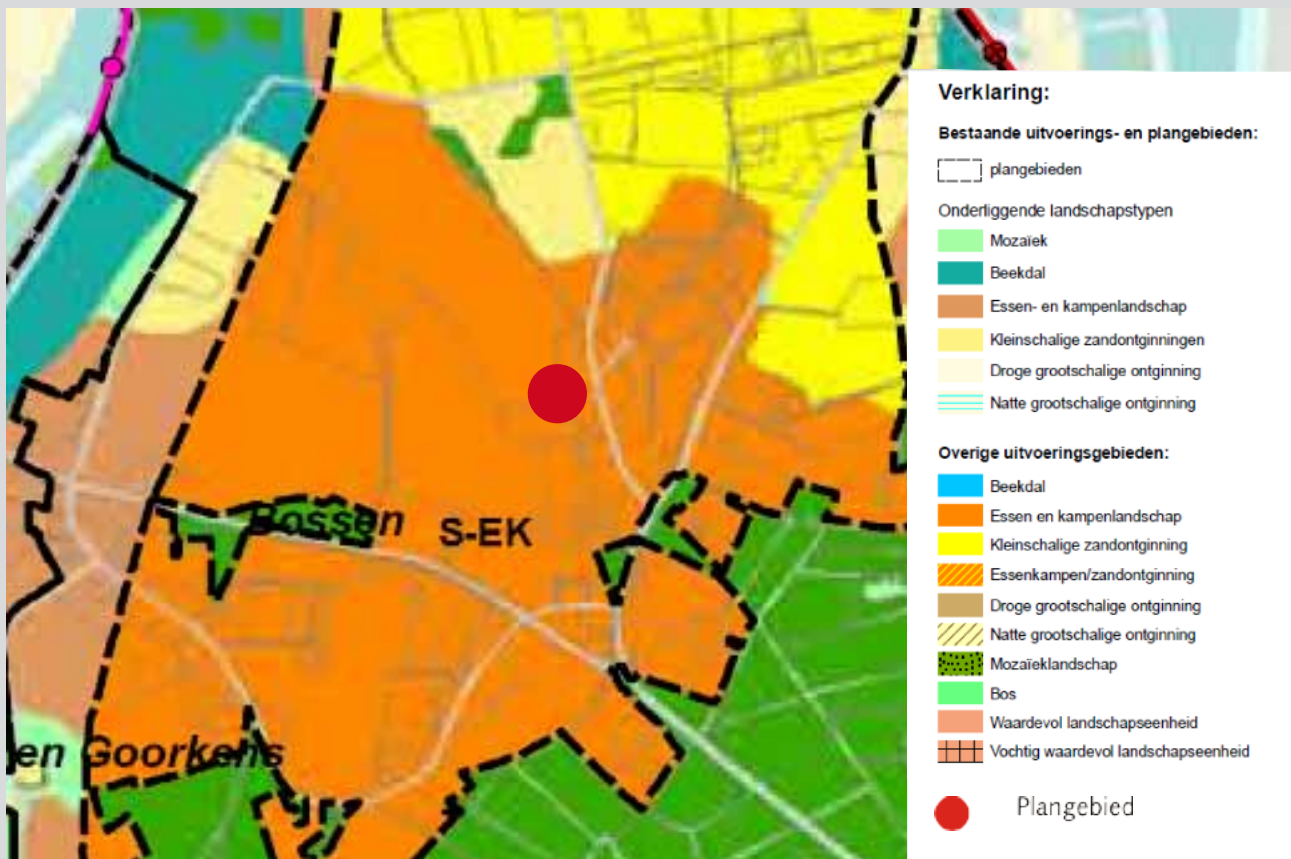 Verklaring:
Bestaande uitvoerings- en plangebieden:
plangebieden
Onderliggende landschapstypen
Mozaïek
Beekdal
Essen- en kampenlandschap
Kleinschalige zandontginningen
Droge grootschalige ontginning
Natte grootschalige ontginning
Overige uitvoeringsgebieden:
Beekdal
Essen en kampenlandschap
Kleinschalige zandontginning
Essenkampen/zandontginning
Droge grootschalige ontginning
Natte grootschalige ontginning
Mozaïeklandschap
Bos
Waardevol landschapseenheid
Vochtig waardevol landschapseenheid
Plangebied
Bossen
S-EK
en Goorkens